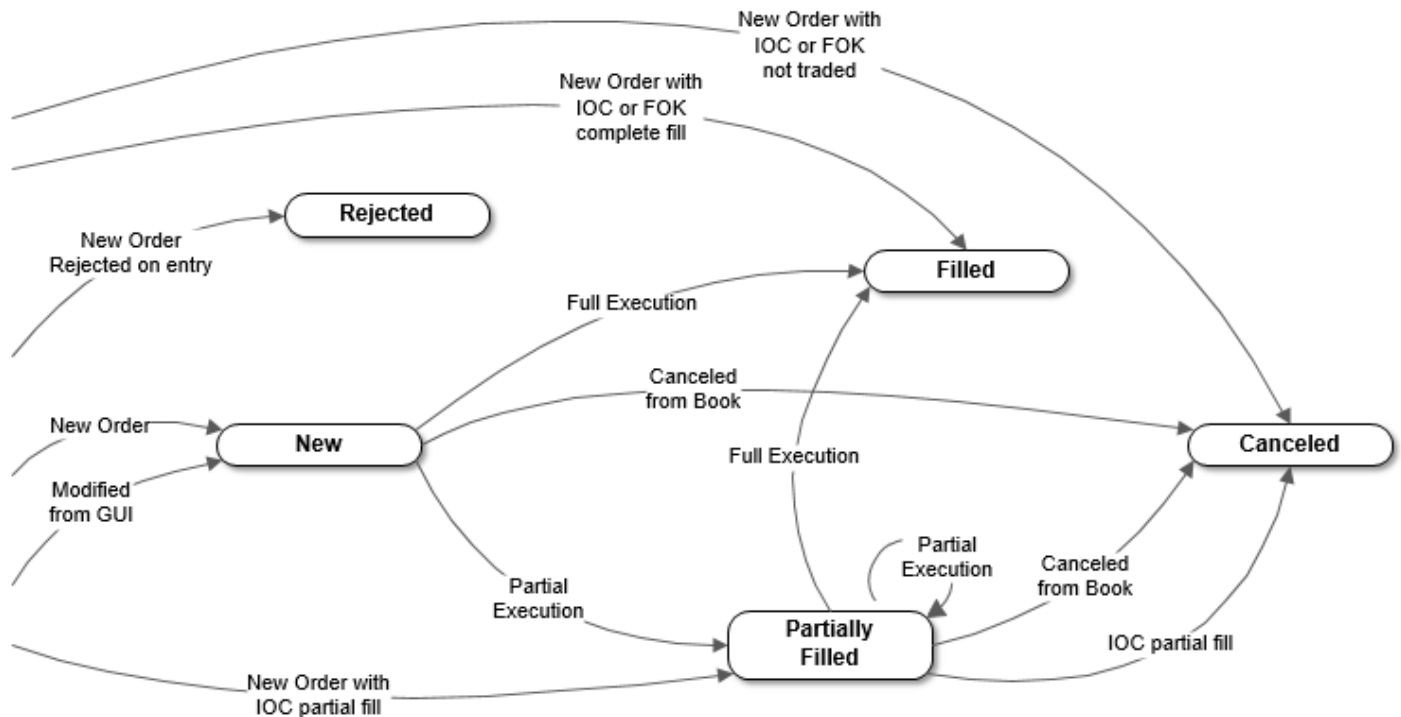 New Order with
IOC or FOK
not traded
New Order with
IOC or FOK
complete fill
Rejected
New Order
Rejected on entry
Filled
Full Execution
Canceled
from Book
New Order
New
Canceled
Full Execution
Modified
from GUI
Partial
Execution
Partial
Execution
Canceled
from Book
Partially
Filled
IOC partial fill
New Order with
IOC partial fill